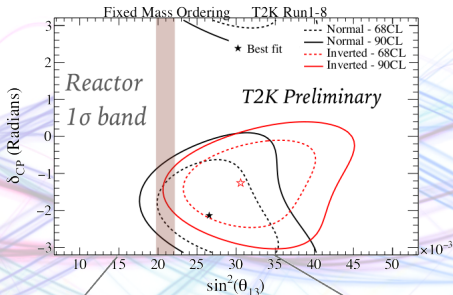 Fixed Mass Ordering T2K Run1-8
Normal - 68CL
Normal - 90CL
Inverted - 68CL
Inverted - 90CL
Best fit
Reactor
1σ band
T2K Preliminary
δCP (Radians)
3
2
1
0
−1
−2
−3
10 15 20 25 30 35 40 45 50
×10⁻³
sin²(θ₁₃)